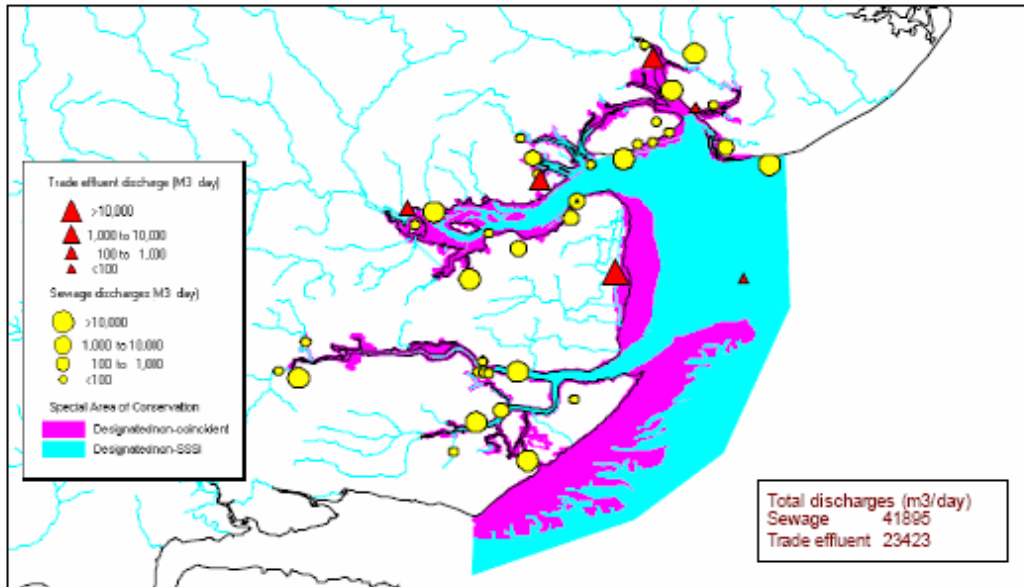 Trade effluent discharge (M3 day)
>10,000
1,000 to 10,000
100 to 1,000
<100
Sewage discharges M3 day)
>10,000
1,000 to 10,000
100 to 1,000
<100
Special Area of Conservation
Designated/non-coincident
Designated/non-SSSI
Total discharges (m3/day)
Sewage 41895
Trade effluent 23423